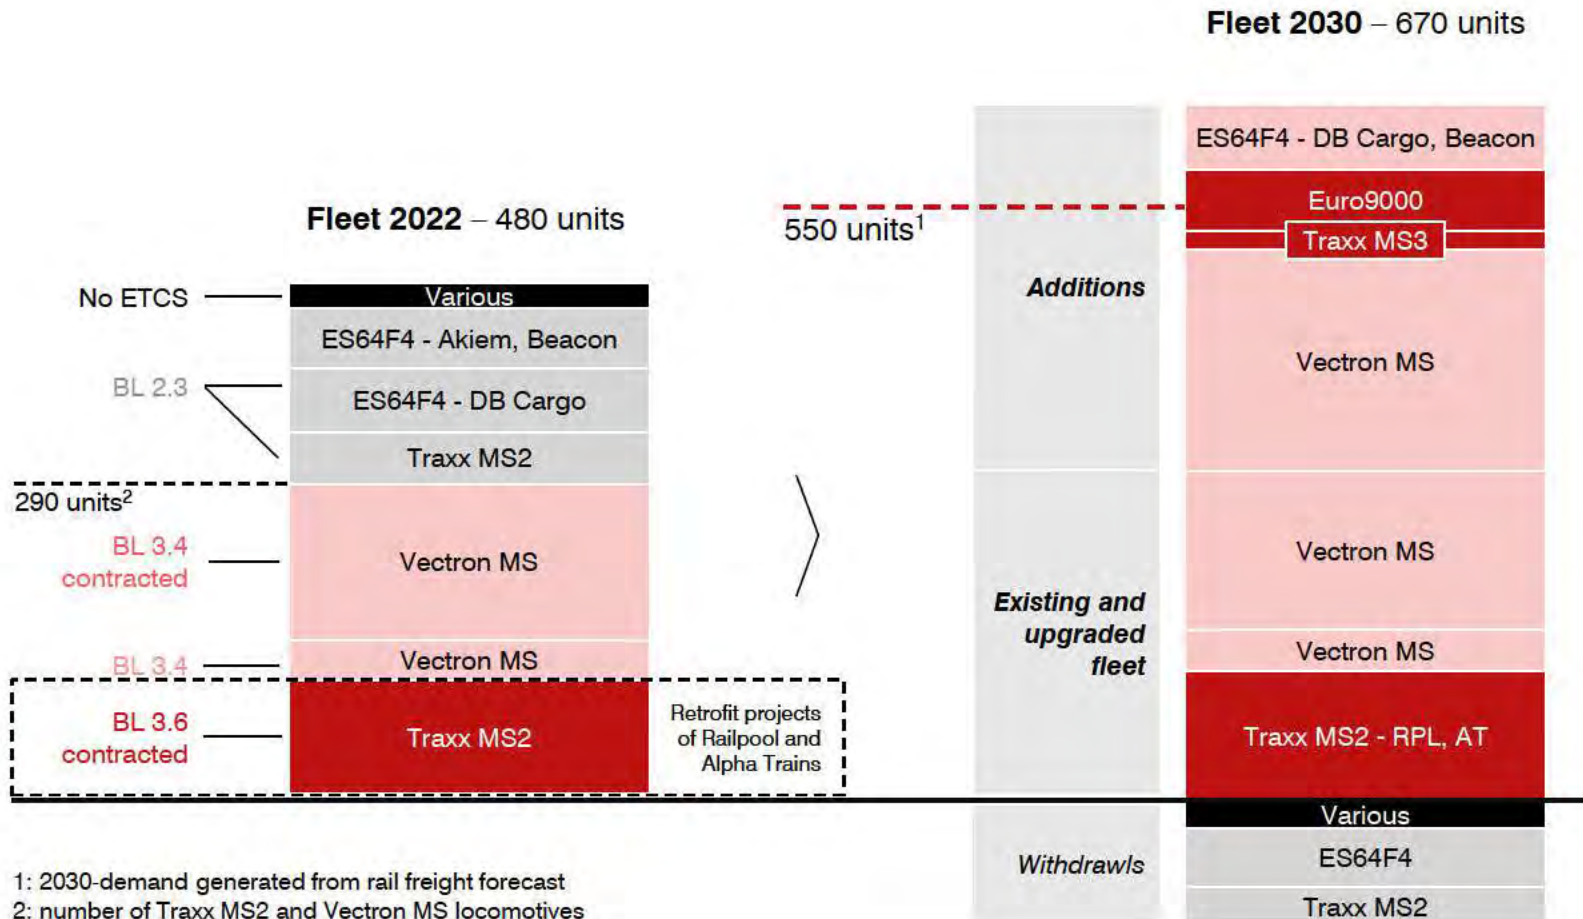 Fleet 2030 – 670 units
Fleet 2022 – 480 units
No ETCS
Various
ES64F4 - Akiem, Beacon
BL 2.3
ES64F4 - DB Cargo
Traxx MS2
290 units2
BL 3.4
contracted
Vectron MS
BL 3.4
Vectron MS
BL 3.6
contracted
Traxx MS2
Retrofit projects
of Railpool and
Alpha Trains
550 units1
Additions
Existing and
upgraded
fleet
Withdrawls
ES64F4 - DB Cargo, Beacon
Euro9000
Traxx MS3
Vectron MS
Vectron MS
Vectron MS
Traxx MS2 - RPL, AT
Various
ES64F4
Traxx MS2
1: 2030-demand generated from rail freight forecast
2: number of Traxx MS2 and Vectron MS locomotives